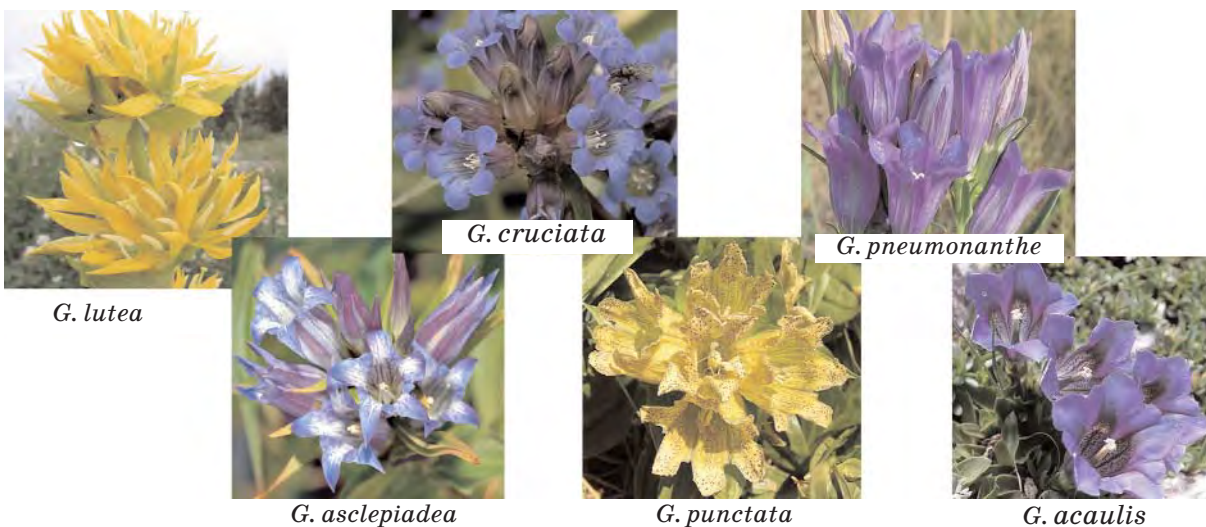 G. cruciata
G. pneumonanthe
G. lutea
G. asclepiadea
G. punctata
G. acaulis